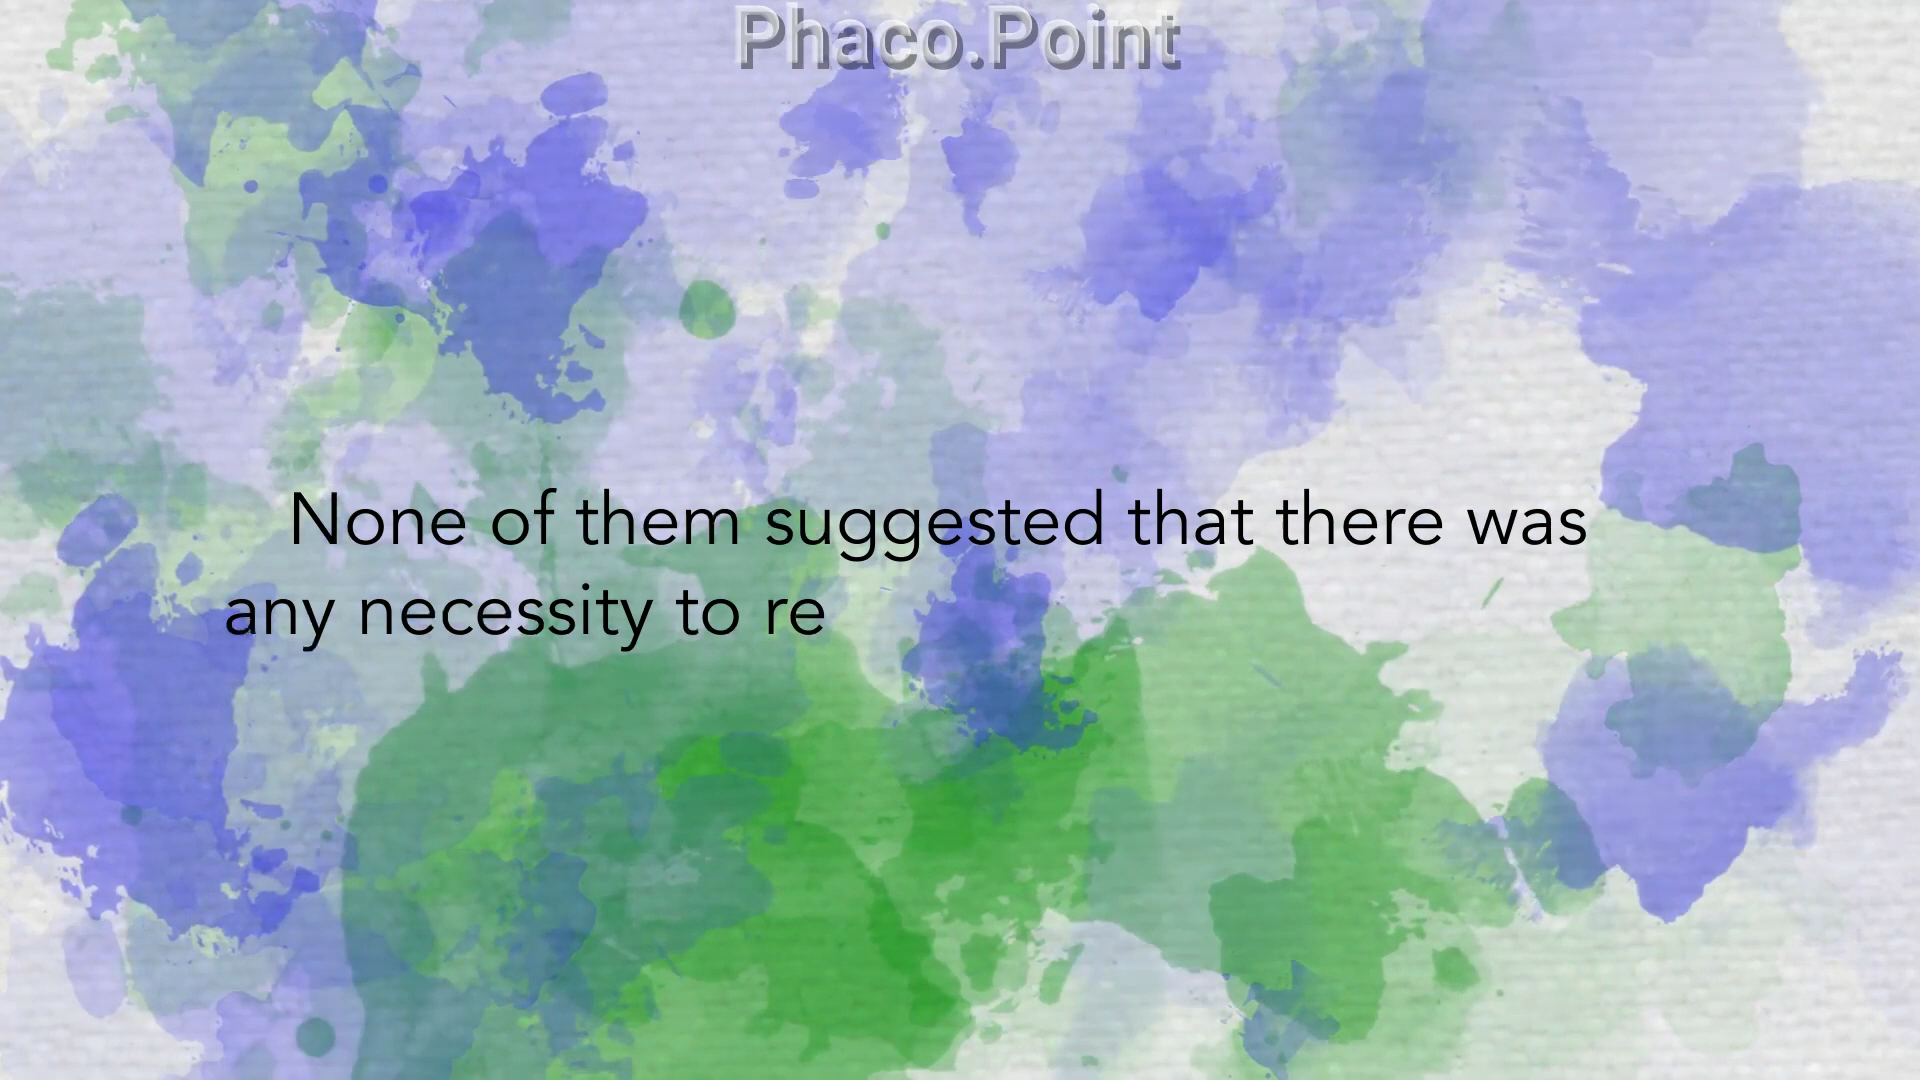 Phaco.Point
None of them suggested that there was
any necessity to re